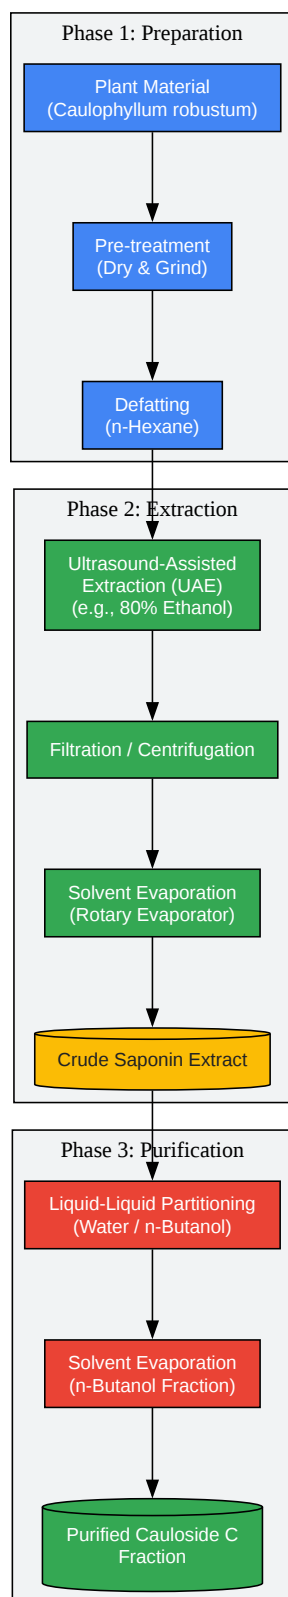 Phase 1: Preparation
Plant Material
(Caulophyllum robustum)
Pre-treatment
(Dry & Grind)
Defatting
(n-Hexane)
Phase 2: Extraction
Ultrasound-Assisted
Extraction (UAE)
(e.g., 80% Ethanol)
Filtration / Centrifugation
Solvent Evaporation
(Rotary Evaporator)
Crude Saponin Extract
Phase 3: Purification
Liquid-Liquid Partitioning
(Water / n-Butanol)
Solvent Evaporation
(n-Butanol Fraction)
Purified Cauloside C
Fraction